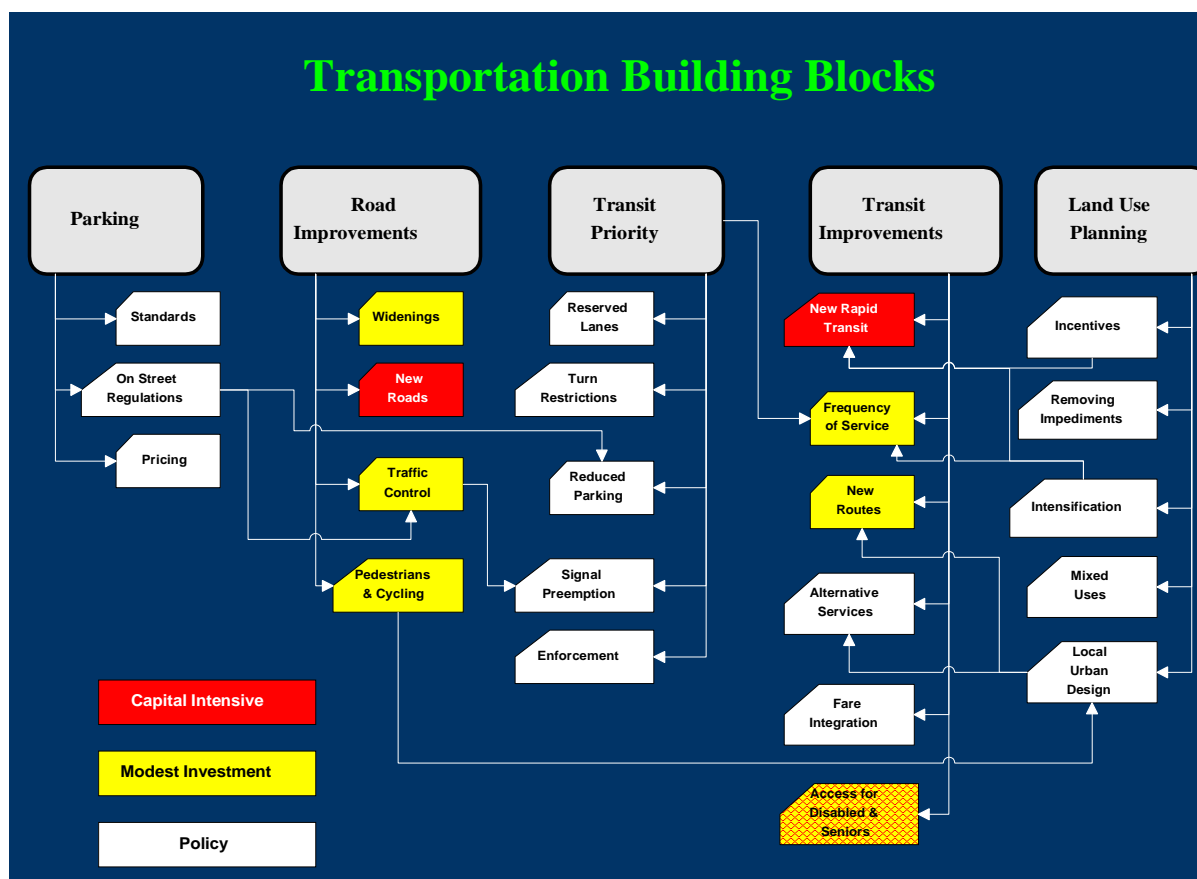 Transportation Building Blocks
Parking
Road
Improvements
Transit
Priority
Transit
Improvements
Land Use
Planning
Standards
On Street
Regulations
Pricing
Widenings
New
Roads
Traffic
Control
Pedestrians
& Cycling
Reserved
Lanes
Turn
Restrictions
Reduced
Parking
Signal
Preemption
Enforcement
New Rapid
Transit
Frequency
of Service
New
Routes
Alternative
Services
Fare
Integration
Access for
Disabled &
Seniors
Incentives
Removing
Impediments
Intensification
Mixed
Uses
Local
Urban
Design
Capital Intensive
Modest Investment
Policy